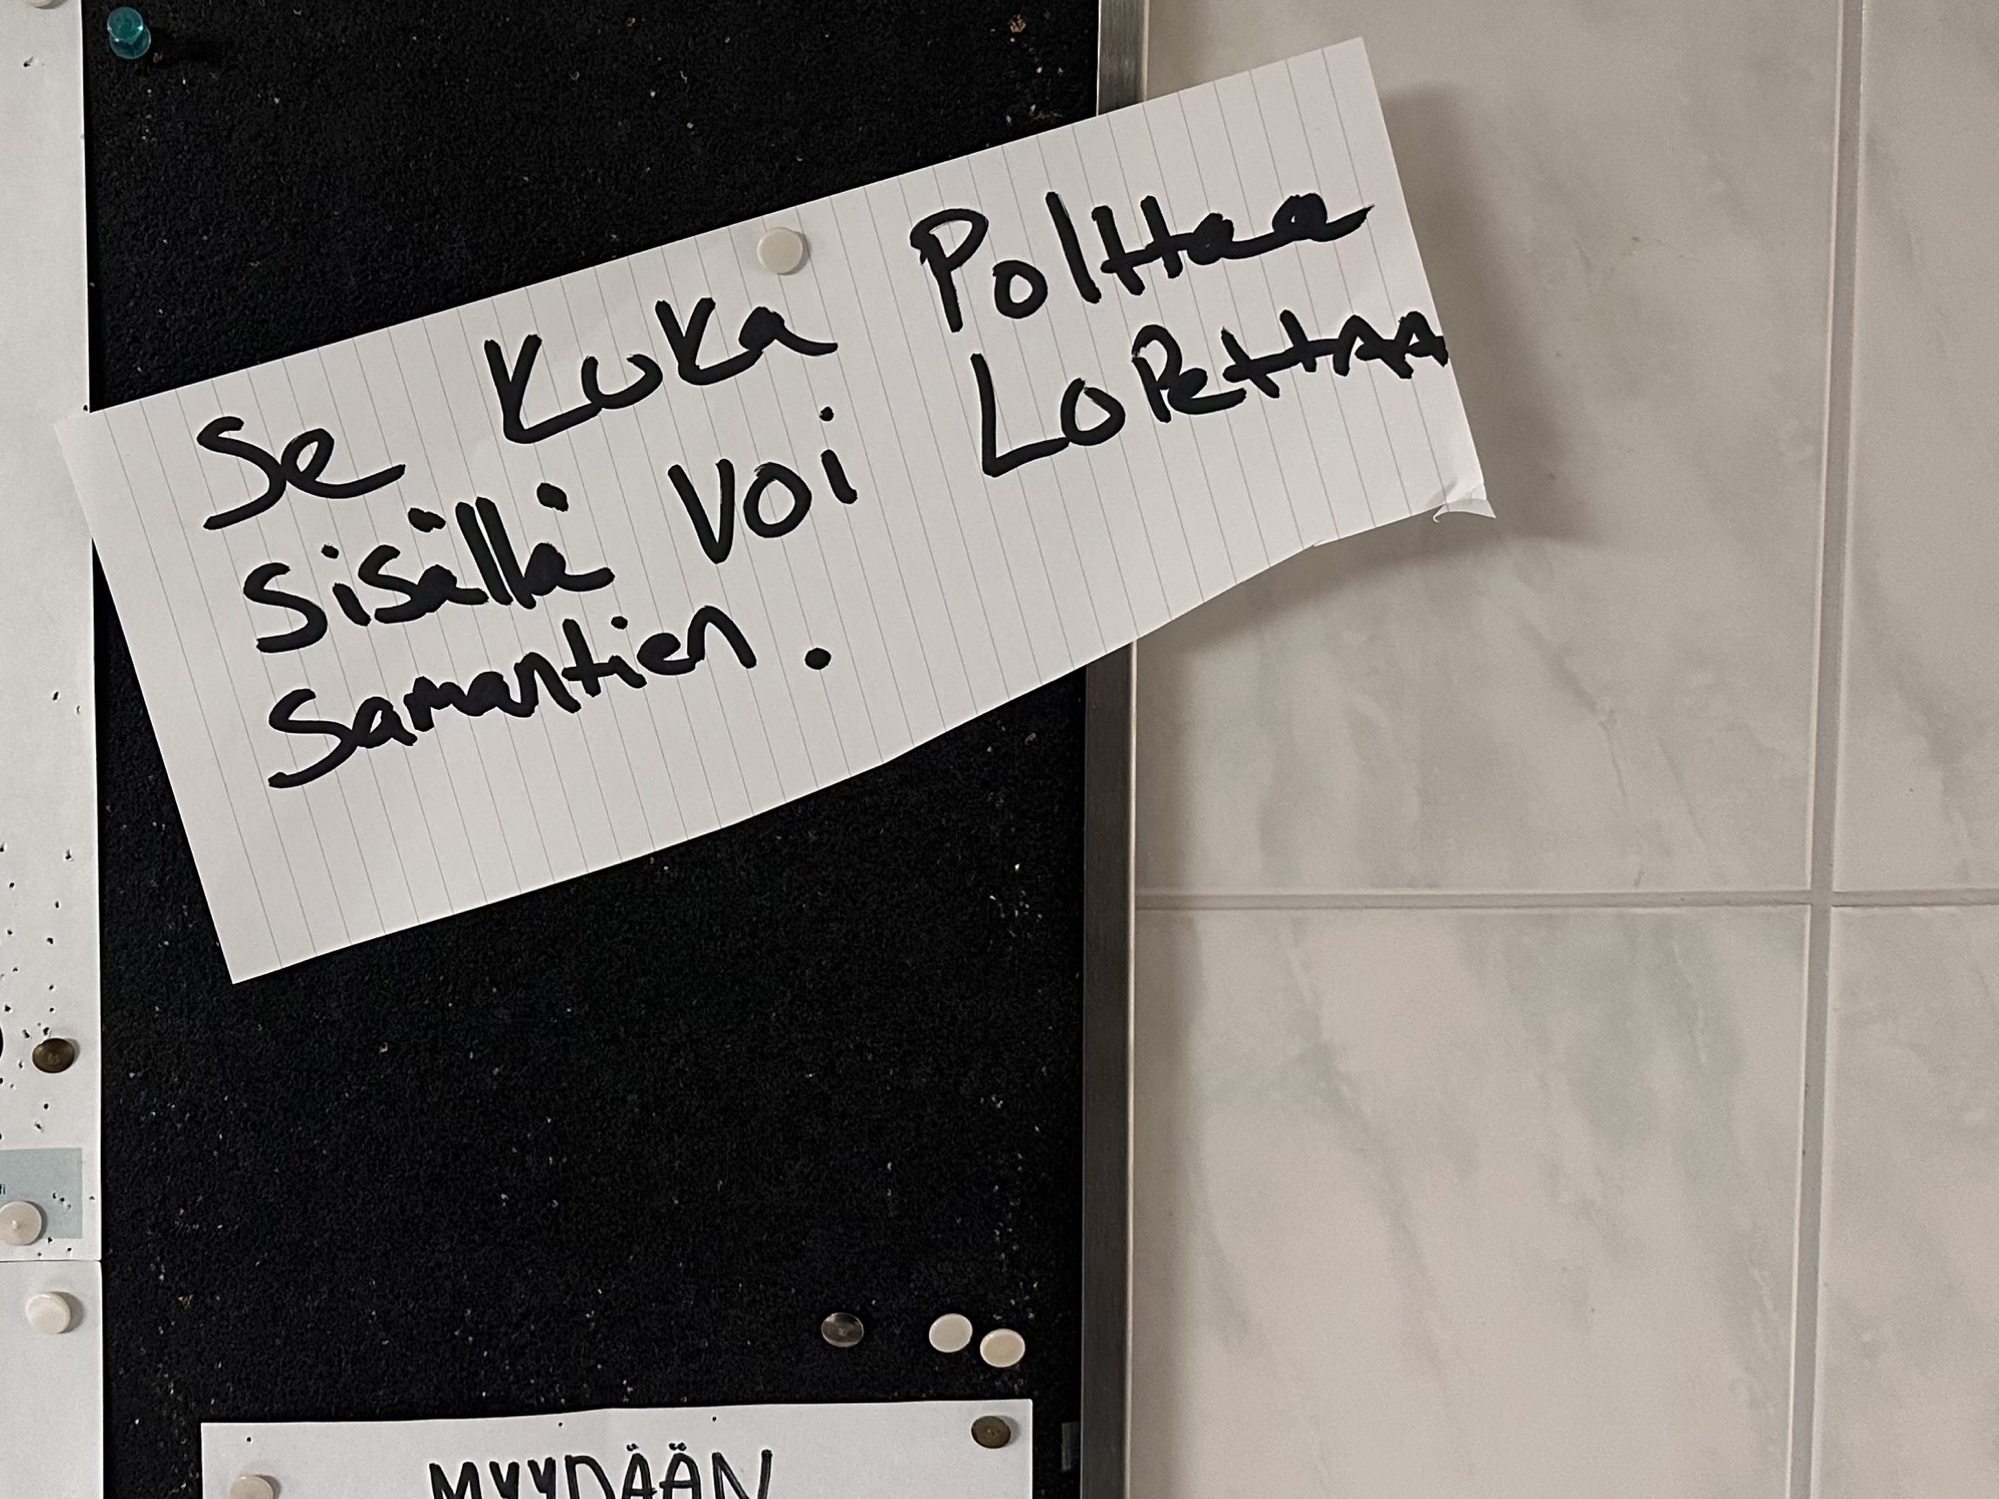 Se Kuka Polttaa
Sisällä Voi LOPEttAA
Samantien.
MYYDÄÄN